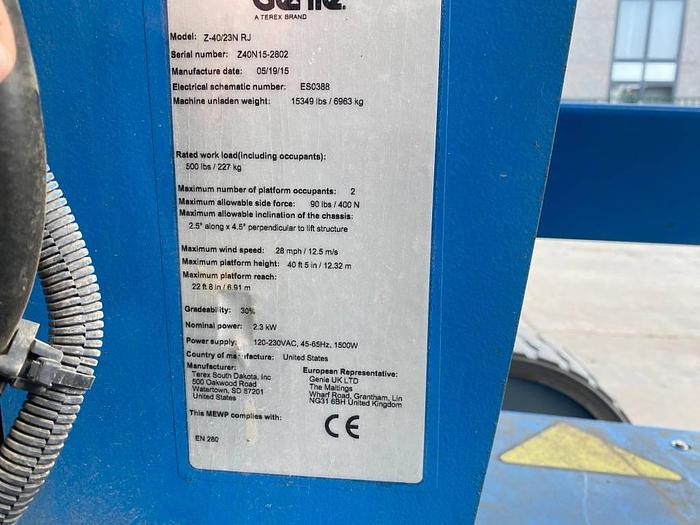 Genie.
A TEREX BRAND
Model: Z-40/23N RJ
Serial number: Z40N15-2802
Manufacture date: 05/19/15
Electrical schematic number: ES0388
Machine unladen weight: 15349 lbs / 6963 kg
Rated work load(including occupants):
500 lbs / 227 kg
Maximum number of platform occupants: 2
Maximum allowable side force: 90 lbs / 400 N
Maximum allowable inclination of the chassis:
2.5° along x 4.5° perpendicular to lift structure
Maximum wind speed: 28 mph / 12.5 m/s
Maximum platform height: 40 ft 5 in / 12.32 m
Maximum platform reach:
22 ft 8 in / 6.91 m
Gradeability: 30%
Nominal power: 2.3 kW
Power supply: 120-230VAC, 45-65Hz, 1500W
Country of manufacture: United States
Manufacturer:
Terex South Dakota, Inc
500 Oakwood Road
Watertown, SD 57201
United States
European Representative:
Genie UK LTD
The Maltings
Wharf Road, Grantham, Lin
NG31 6BH United Kingdom
This MEWP complies with:
CE
EN 280